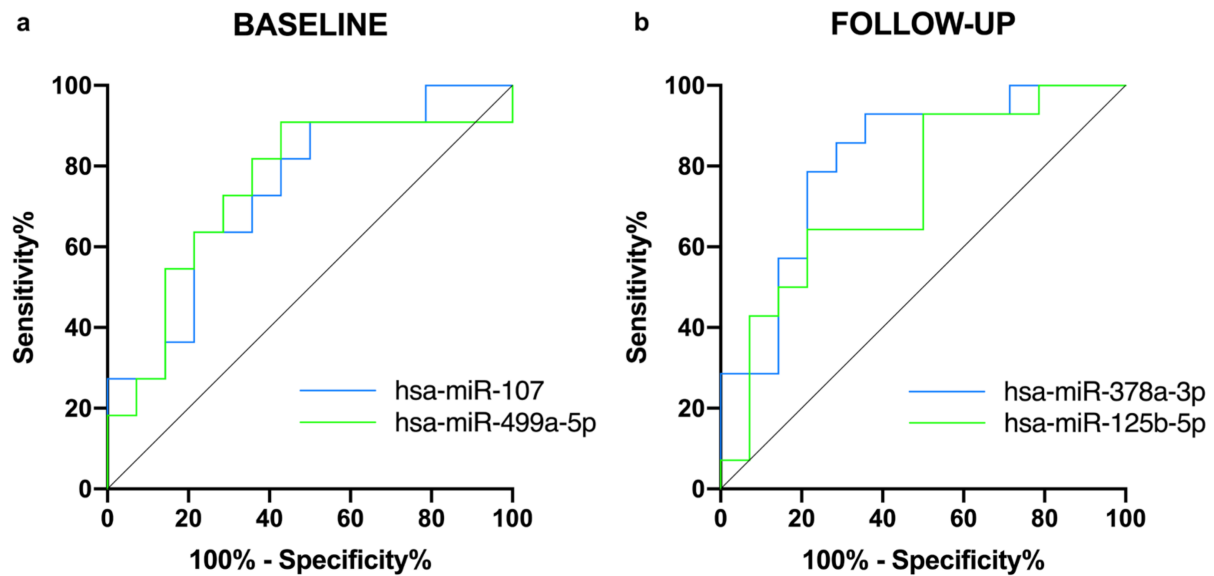 a
BASELINE
Sensitivity%
100
80
60
40
20
0
hsa-miR-107
hsa-miR-499a-5p
0 20 40 60 80 100
100% - Specificity%
b
FOLLOW-UP
Sensitivity%
100
80
60
40
20
0
hsa-miR-378a-3p
hsa-miR-125b-5p
0 20 40 60 80 100
100% - Specificity%